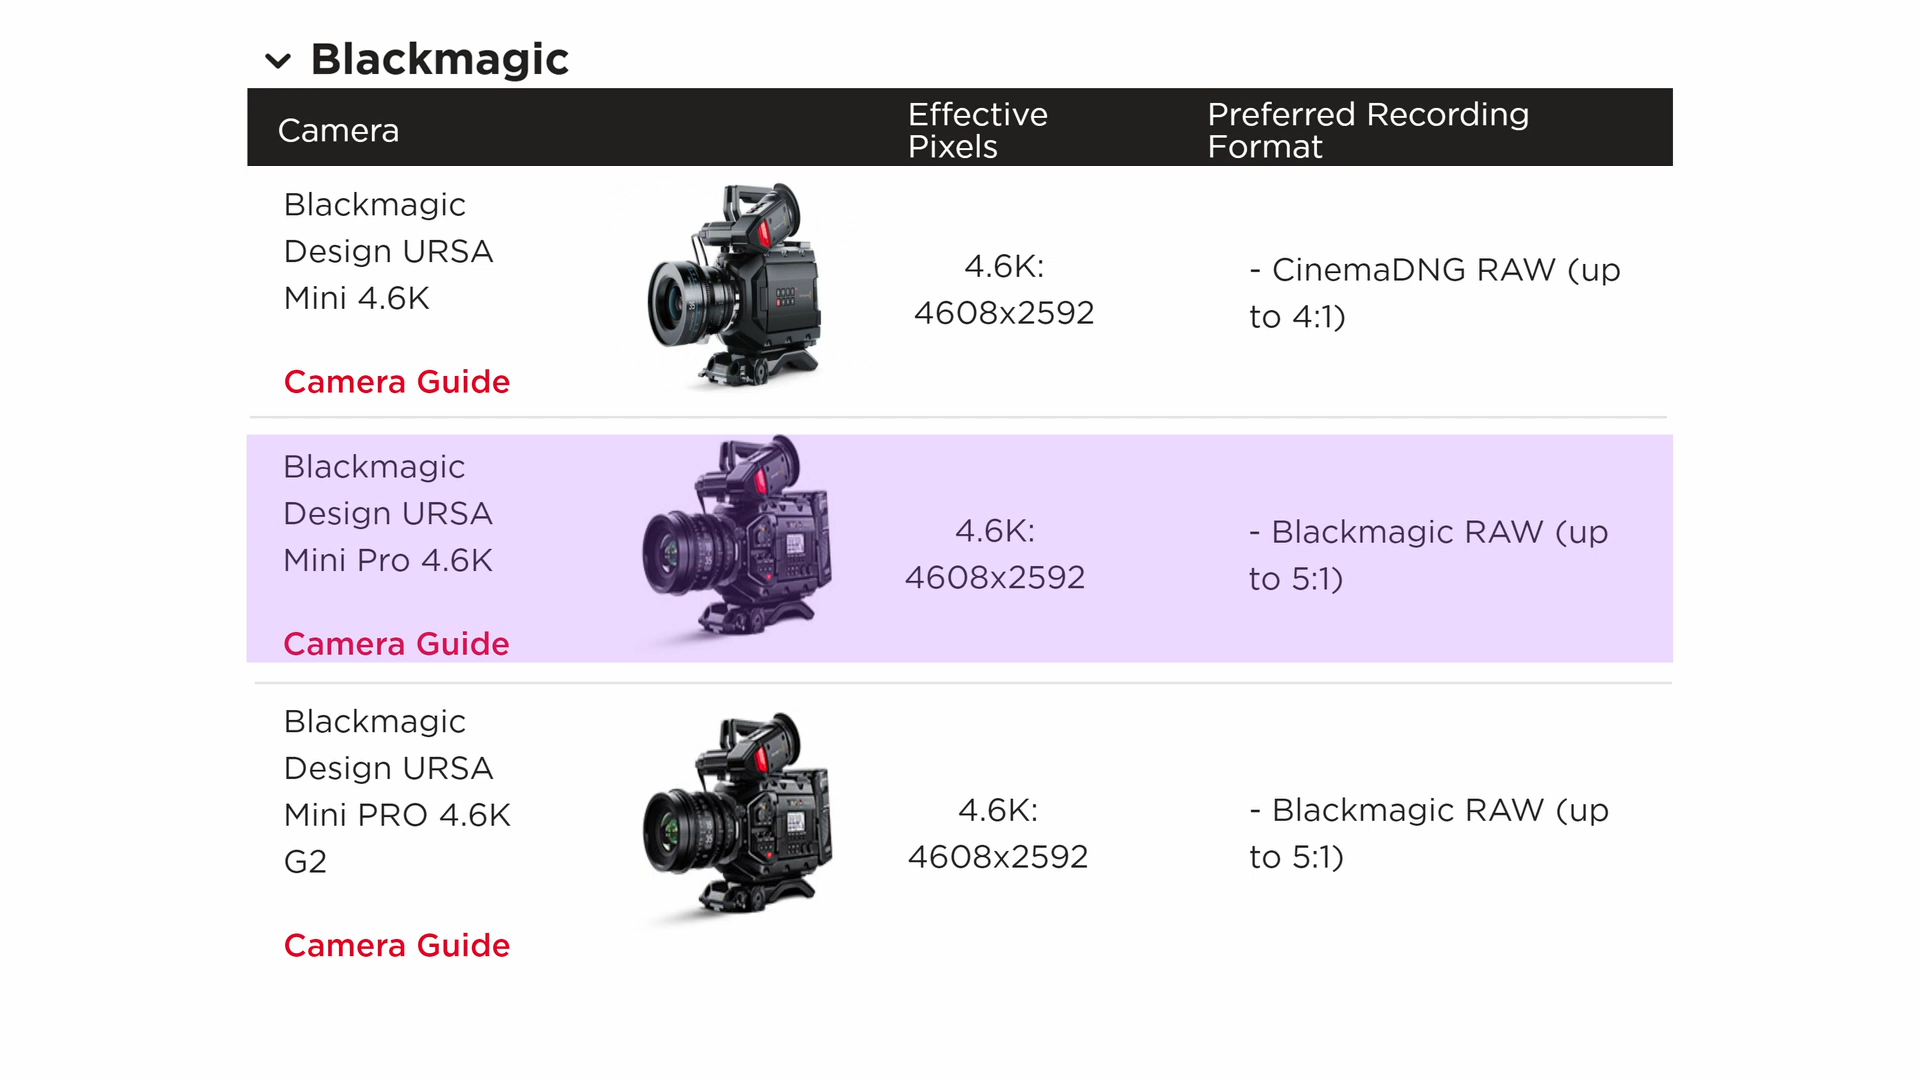 Blackmagic
Camera
Effective
Pixels
Preferred Recording
Format
Blackmagic
Design URSA
Mini 4.6K
Camera Guide
4.6K:
4608x2592
- CinemaDNG RAW (up
to 4:1)
Blackmagic
Design URSA
Mini Pro 4.6K
Camera Guide
4.6K:
4608x2592
- Blackmagic RAW (up
to 5:1)
Blackmagic
Design URSA
Mini PRO 4.6K
G2
Camera Guide
4.6K:
4608x2592
- Blackmagic RAW (up
to 5:1)